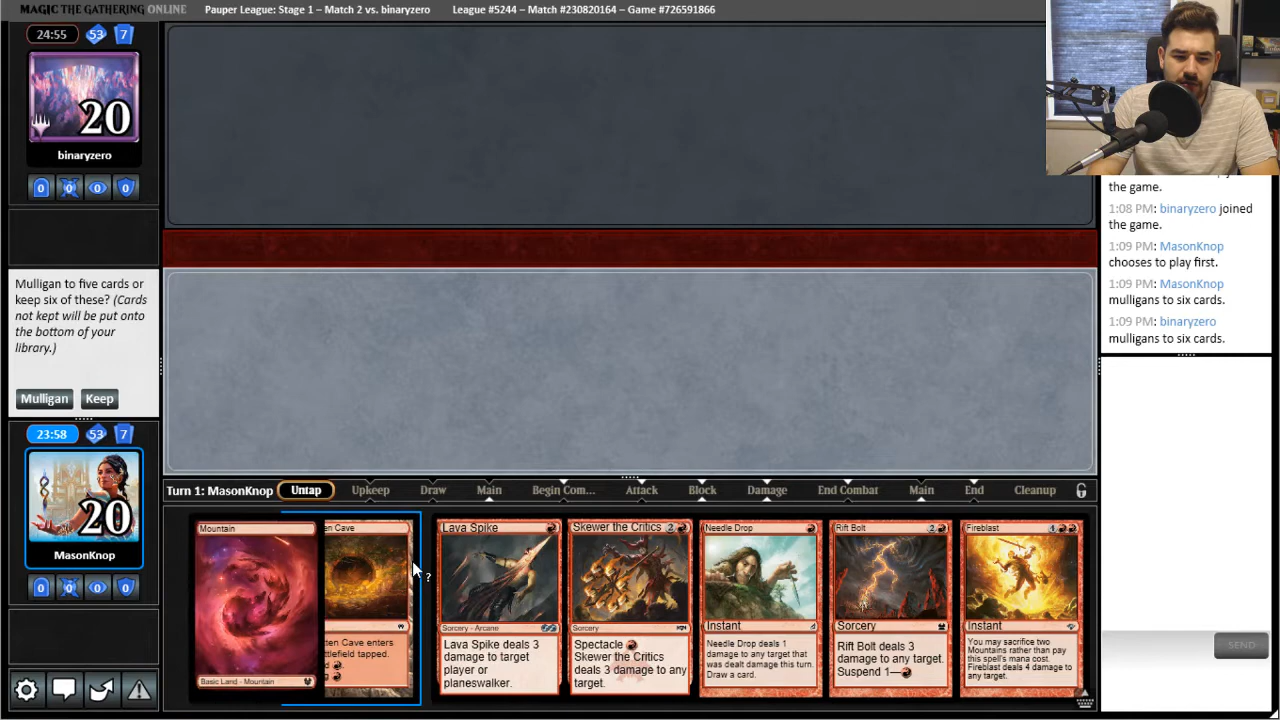 MAGIC THE GATHERING ONLINE
Pauper League: Stage 1 – Match 2 vs. binaryzero
League #5244 – Match #230820164 – Game #726591866
24:55
53
7
20
binaryzero
0
0
0
0
the game.
1:08 PM: binaryzero joined
the game.
1:09 PM: MasonKnop
chooses to play first.
1:09 PM: MasonKnop
mulligans to six cards.
1:09 PM: binaryzero
mulligans to six cards.
Mulligan to five cards or
keep six of these? (Cards
not kept will be put onto
the bottom of your
library.)
Mulligan
Keep
23:58
53
7
20
MasonKnop
0
0
0
0
Turn 1: MasonKnop
Untap
Upkeep
Draw
Main
Begin Com...
Attack
Block
Damage
End Combat
Main
End
Cleanup
Mountain
Basic Land - Mountain
en Cave
ten Cave enters
tlefield tapped.
?
Lava Spike
Sorcery - Arcane
Lava Spike deals 3
damage to target
player or
planeswalker.
Skewer the Critics
2
Sorcery
Spectacle
Skewer the Critics
deals 3 damage to any
target.
Needle Drop
Instant
Needle Drop deals 1
damage to any target that
was dealt damage this turn.
Draw a card.
Rift Bolt
2
Sorcery
Rift Bolt deals 3
damage to any target.
Suspend 1—
Fireblast
4
Instant
You may sacrifice two
Mountains rather than pay
this spell's mana cost.
Fireblast deals 4 damage to
any target.
SEND